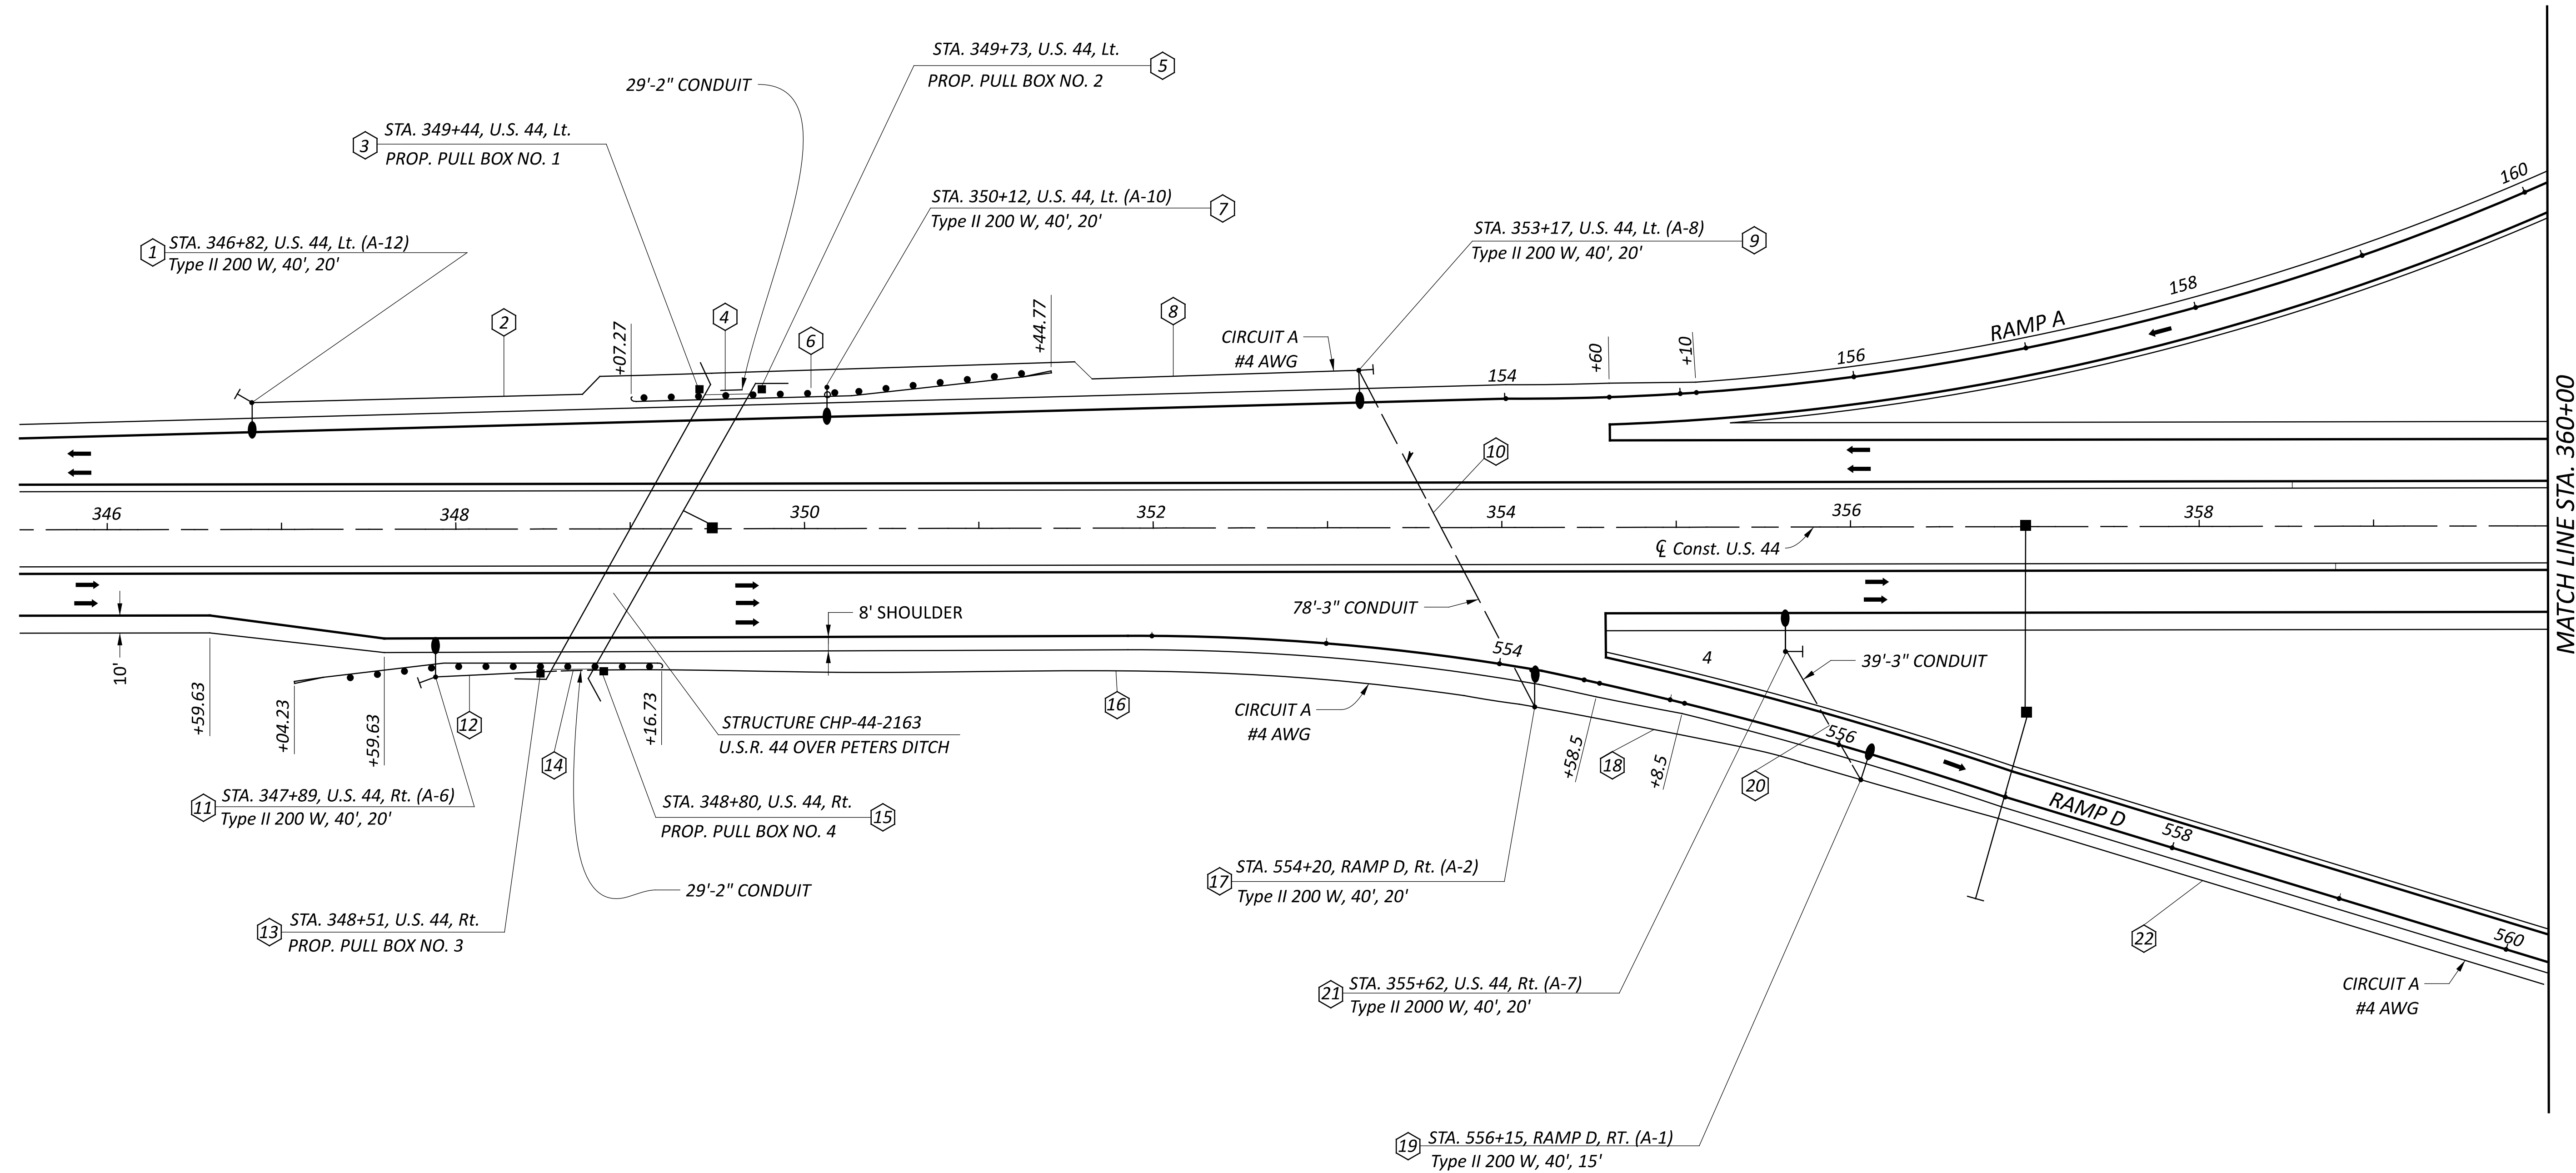 STA. 349+73, U.S. 44, Lt.
5
PROP. PULL BOX NO. 2
29'-2" CONDUIT
STA. 349+44, U.S. 44, Lt.
3
PROP. PULL BOX NO. 1
STA. 350+12, U.S. 44, Lt. (A-10)
7
Type II 200 W, 40', 20'
STA. 353+17, U.S. 44, Lt. (A-8)
9
Type II 200 W, 40', 20'
1
STA. 346+82, U.S. 44, Lt. (A-12)
Type II 200 W, 40', 20'
2
+07.27
4
6
+44.77
8
CIRCUIT A
#4 AWG
154
+60
+10
156
RAMP A
158
160
10
MATCH LINE STA. 360+00
346
348
350
352
354
356
358
℄ Const. U.S. 44
78'-3" CONDUIT
8' SHOULDER
10'
+59.63
+04.23
+59.63
12
14
+16.73
STRUCTURE CHP-44-2163
U.S.R. 44 OVER PETERS DITCH
16
CIRCUIT A
#4 AWG
554
4
39'-3" CONDUIT
+58.5
18
+8.5
20
556
RAMP D
558
560
11
STA. 347+89, U.S. 44, Rt. (A-6)
Type II 200 W, 40', 20'
STA. 348+80, U.S. 44, Rt.
15
PROP. PULL BOX NO. 4
29'-2" CONDUIT
13
STA. 348+51, U.S. 44, Rt.
PROP. PULL BOX NO. 3
17
STA. 554+20, RAMP D, Rt. (A-2)
Type II 200 W, 40', 20'
22
21
STA. 355+62, U.S. 44, Rt. (A-7)
Type II 2000 W, 40', 20'
CIRCUIT A
#4 AWG
19
STA. 556+15, RAMP D, RT. (A-1)
Type II 200 W, 40', 15'